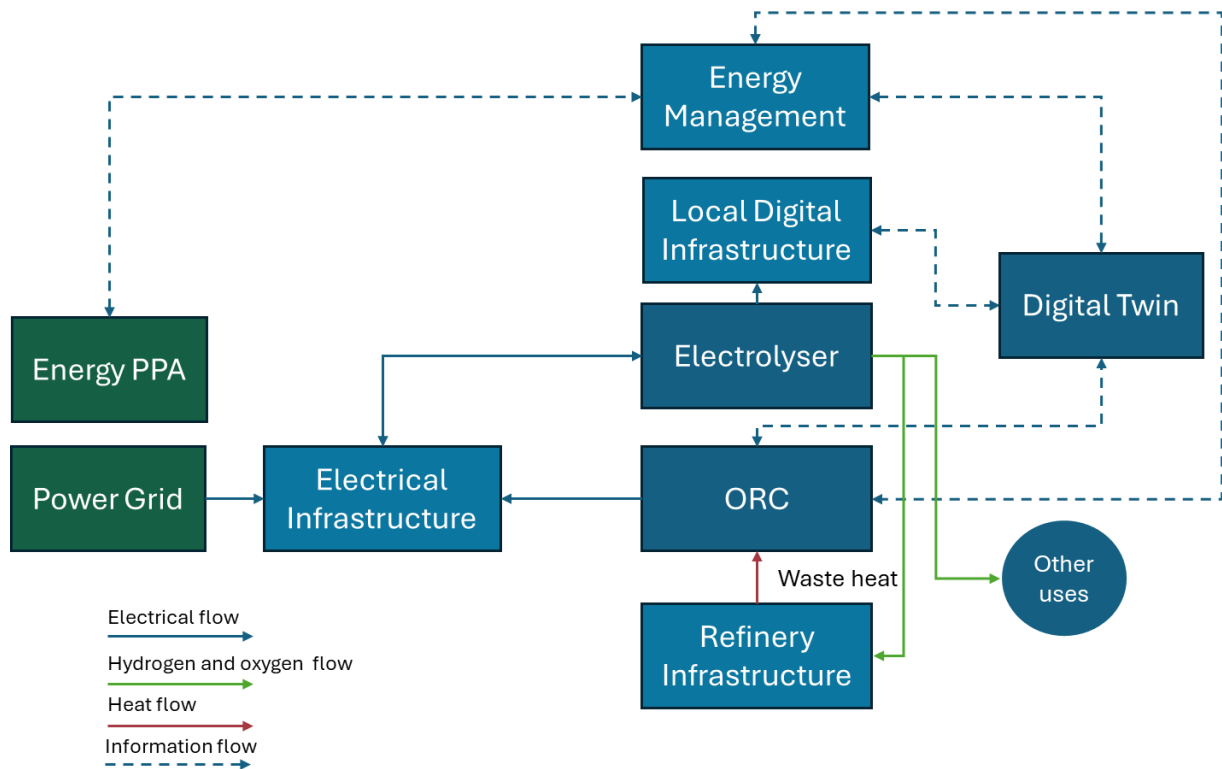 Energy
Management
Local Digital
Infrastructure
Digital Twin
Energy PPA
Electrolyser
Power Grid
Electrical
Infrastructure
ORC
Other
uses
Waste heat
Refinery
Infrastructure
Electrical flow
Hydrogen and oxygen flow
Heat flow
Information flow